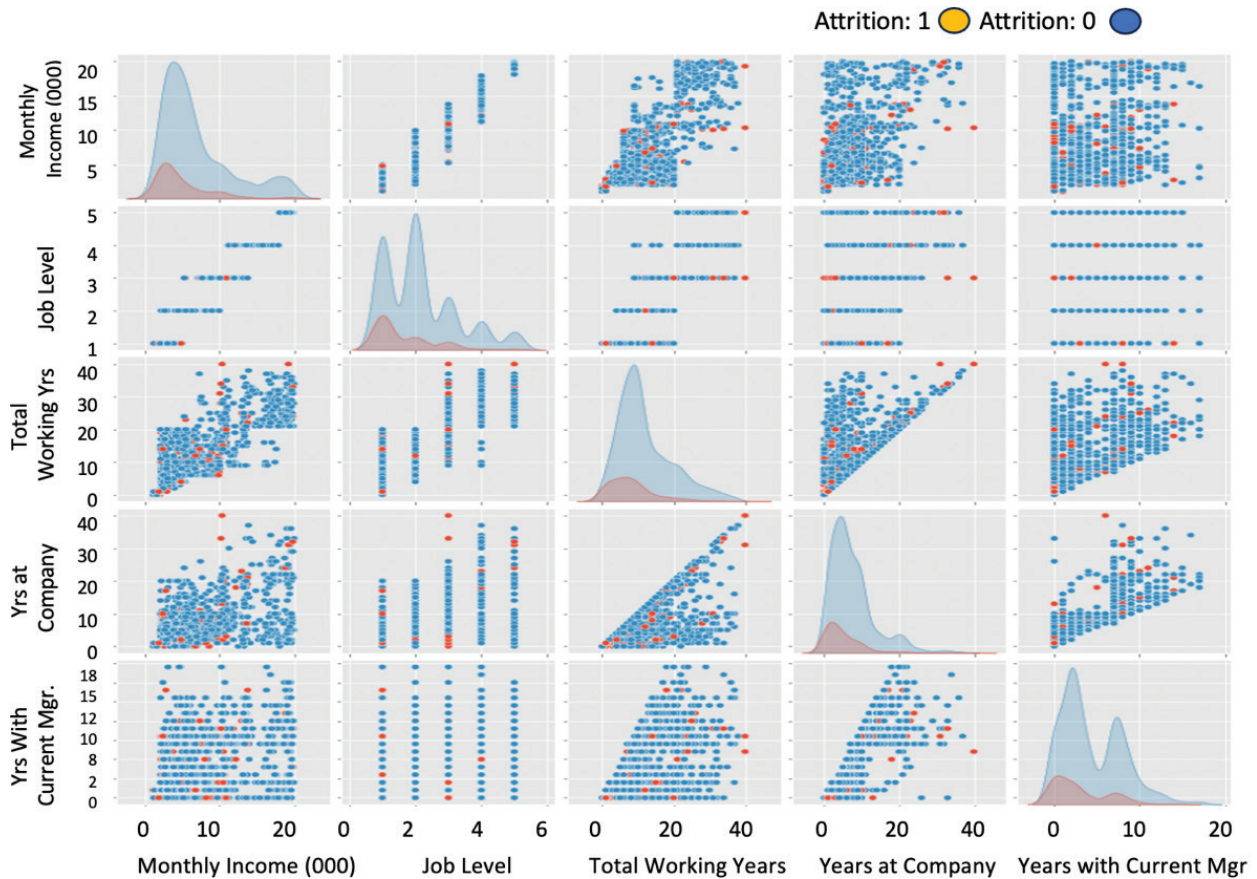 Attrition: 1 Attrition: 0
Monthly
Income (000)
20
15
10
5
Job Level
5
4
3
2
1
Total
Working Yrs
40
30
20
10
0
Yrs at
Company
40
30
20
10
0
Yrs With
Current Mgr.
18
15
12
10
8
2
0
0 10 20 0 2 4 6 0 20 40 0 20 40 0 10 20
Monthly Income (000) Job Level Total Working Years Years at Company Years with Current Mgr